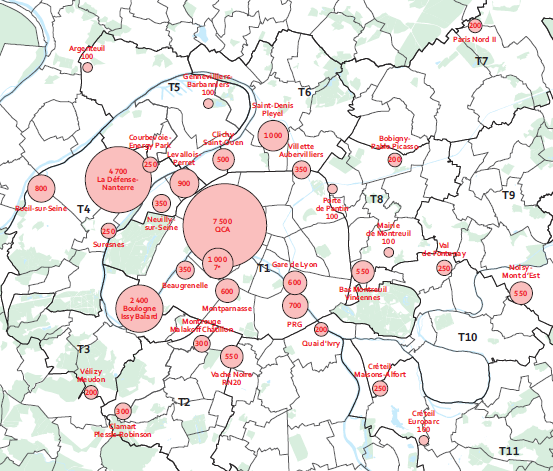 200
Paris Nord II
T7
Argenteuil
100
T5
Gennevilliers-
Barbanniers
100
T6
Saint-Denis
Pleyel
1 000
Courbevoie-
Energy Park
250
Levallois-
Perret
900
Clichy-
Saint-Ouen
500
Villette
Aubervilliers
350
Bobigny-
Pablo Picasso
200
4 700
La Défense-
Nanterre
800
Rueil-sur-Seine
T4
350
Neuilly-
sur-Seine
Porte
de Pantin
100
T8
T9
250
Suresnes
7 500
QCA
Mairie
de Montreuil
100
Val
de Fontenay
250
1 000
7e
T1
Gare de Lyon
600
350
Beaugrenelle
600
Montparnasse
550
Bas Montreuil
Vincennes
Noisy-
Mont d'Est
550
2 400
Boulogne
Issy Balard
700
PRG
200
Quai d'Ivry
Montrouge
Malakoff Châtillon
300
550
Vache Noire
RN20
T10
T3
Vélizy
Meudon
200
Créteil
Maisons-Alfort
250
300
Clamart
Plessis-Robinson
T2
Créteil
Europarc
100
T11